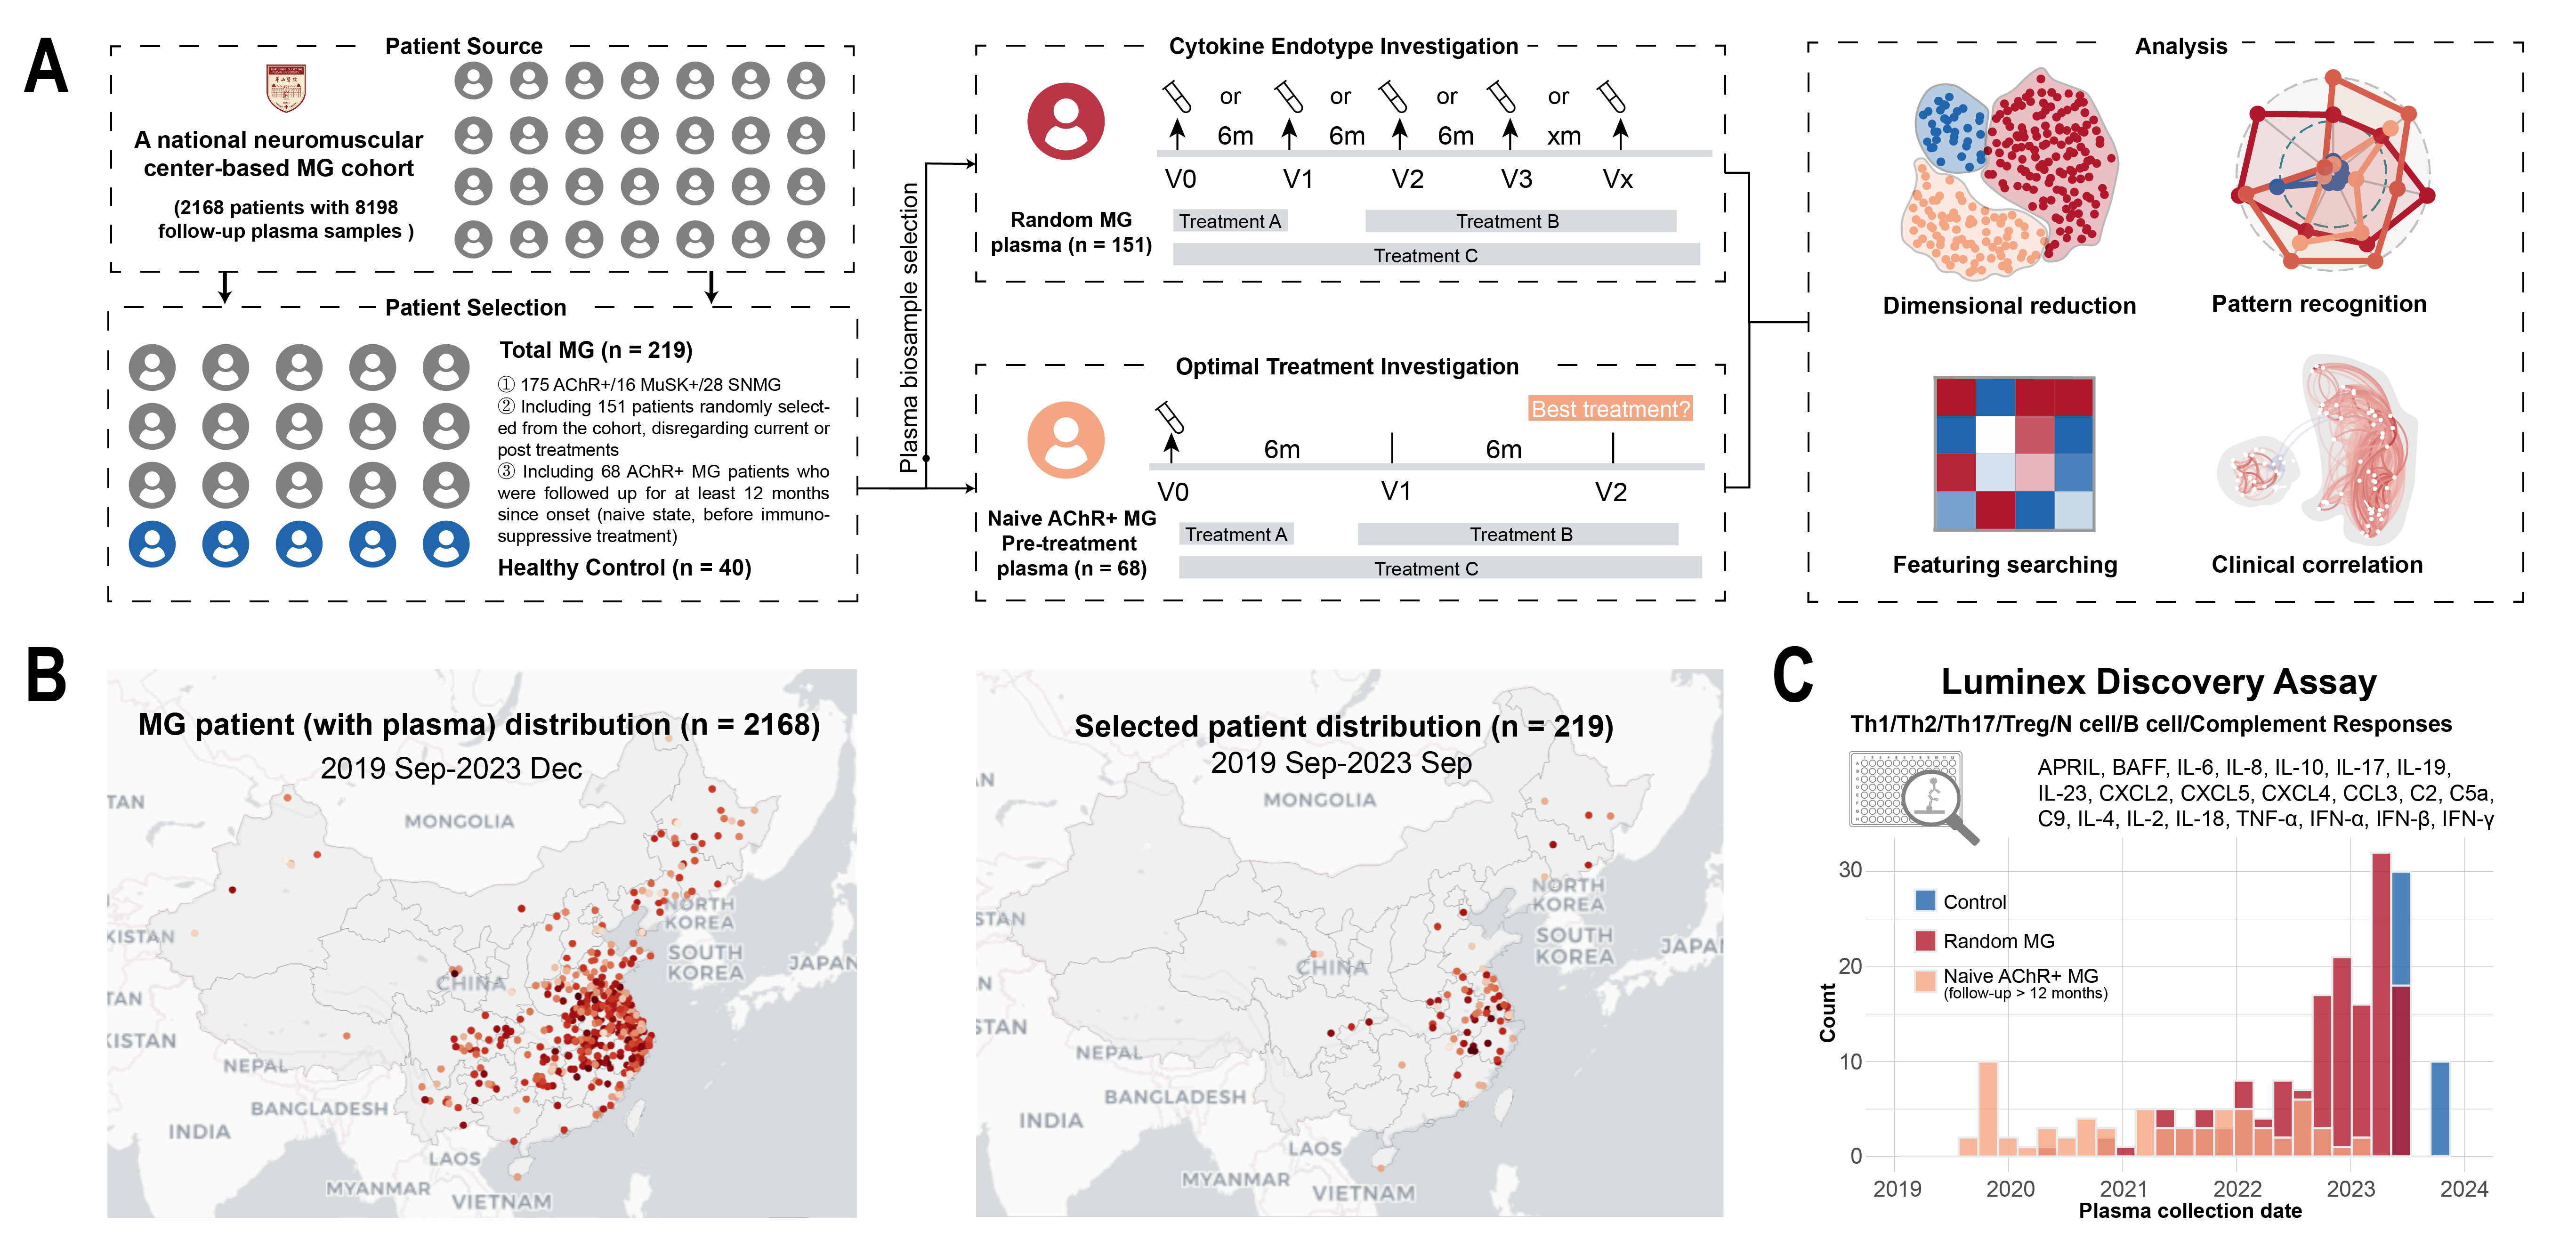 A
Patient Source
A national neuromuscular
center-based MG cohort
(2168 patients with 8198
follow-up plasma samples )
Patient Selection
Total MG (n = 219)
① 175 AChR+/16 MuSK+/28 SNMG
② Including 151 patients randomly select-
ed from the cohort, disregarding current or
post treatments
③ Including 68 AChR+ MG patients who
were followed up for at least 12 months
since onset (naive state, before immuno-
suppressive treatment)
Healthy Control (n = 40)
Plasma biosample selection
Cytokine Endotype Investigation
or or or or
6m 6m 6m xm
V0 V1 V2 V3 Vx
Random MG
plasma (n = 151)
Treatment A
Treatment B
Treatment C
Optimal Treatment Investigation
Best treatment?
6m 6m
V0 V1 V2
Naive AChR+ MG
Pre-treatment
plasma (n = 68)
Treatment A
Treatment B
Treatment C
Analysis
Dimensional reduction
Pattern recognition
Featuring searching
Clinical correlation
B
MG patient (with plasma) distribution (n = 2168)
2019 Sep-2023 Dec
TAN
MONGOLIA
NORTH
KOREA
KISTAN
SOUTH
KOREA
JAPAN
CHINA
TAN
KISTAN
NEPAL
BANGLADESH
INDIA
LAOS
MYANMAR
VIETNAM
Selected patient distribution (n = 219)
2019 Sep-2023 Sep
AN
MONGOLIA
NORTH
KOREA
STAN
SOUTH
KOREA
JAPAN
CHINA
N
STAN
NEPAL
BANGLADESH
INDIA
LAOS
MYANMAR
VIETNAM
C
Luminex Discovery Assay
Th1/Th2/Th17/Treg/N cell/B cell/Complement Responses
APRIL, BAFF, IL-6, IL-8, IL-10, IL-17, IL-19,
IL-23, CXCL2, CXCL5, CXCL4, CCL3, C2, C5a,
C9, IL-4, IL-2, IL-18, TNF-α, IFN-α, IFN-β, IFN-γ
Count
30
20
10
0
Control
Random MG
Naive AChR+ MG
(follow-up > 12 months)
2019 2020 2021 2022 2023 2024
Plasma collection date